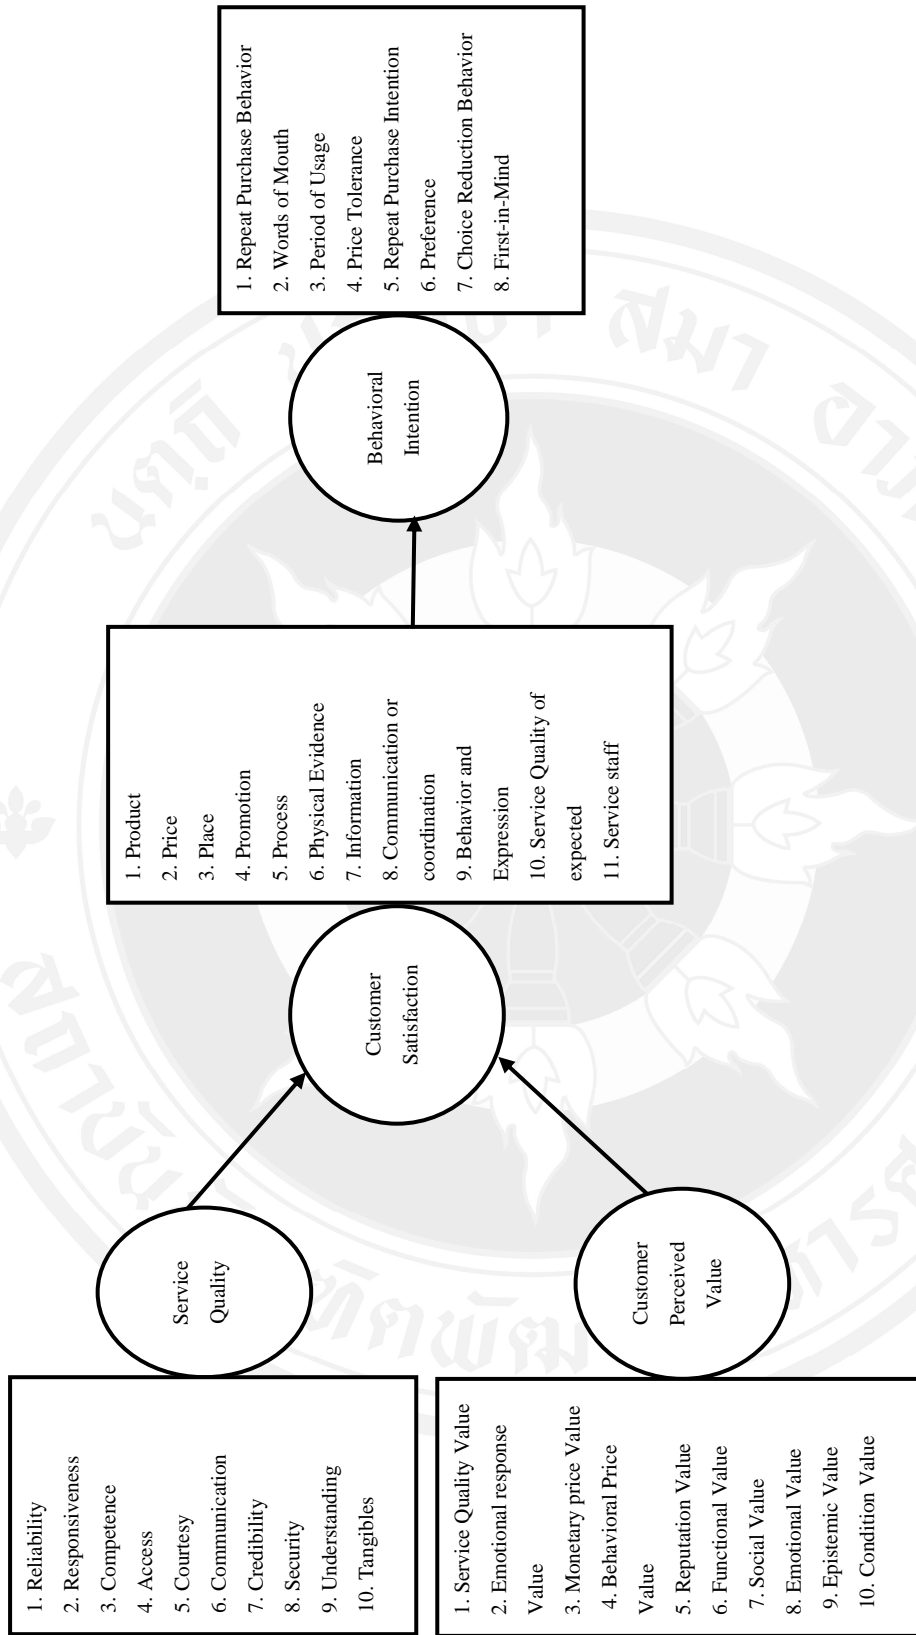 1. Reliability
2. Responsiveness
3. Competence
4. Access
5. Courtesy
6. Communication
7. Credibility
8. Security
9. Understanding
10. Tangibles
Service
Quality
1. Service Quality Value
2. Emotional response
Value
3. Monetary price Value
4. Behavioral Price
Value
5. Reputation Value
6. Functional Value
7. Social Value
8. Emotional Value
9. Epistemic Value
10. Condition Value
Customer
Perceived
Value
Customer
Satisfaction
1. Product
2. Price
3. Place
4. Promotion
5. Process
6. Physical Evidence
7. Information
8. Communication or
coordination
9. Behavior and
Expression
10. Service Quality of
expected
11. Service staff
Behavioral
Intention
1. Repeat Purchase Behavior
2. Words of Mouth
3. Period of Usage
4. Price Tolerance
5. Repeat Purchase Intention
6. Preference
7. Choice Reduction Behavior
8. First-in-Mind